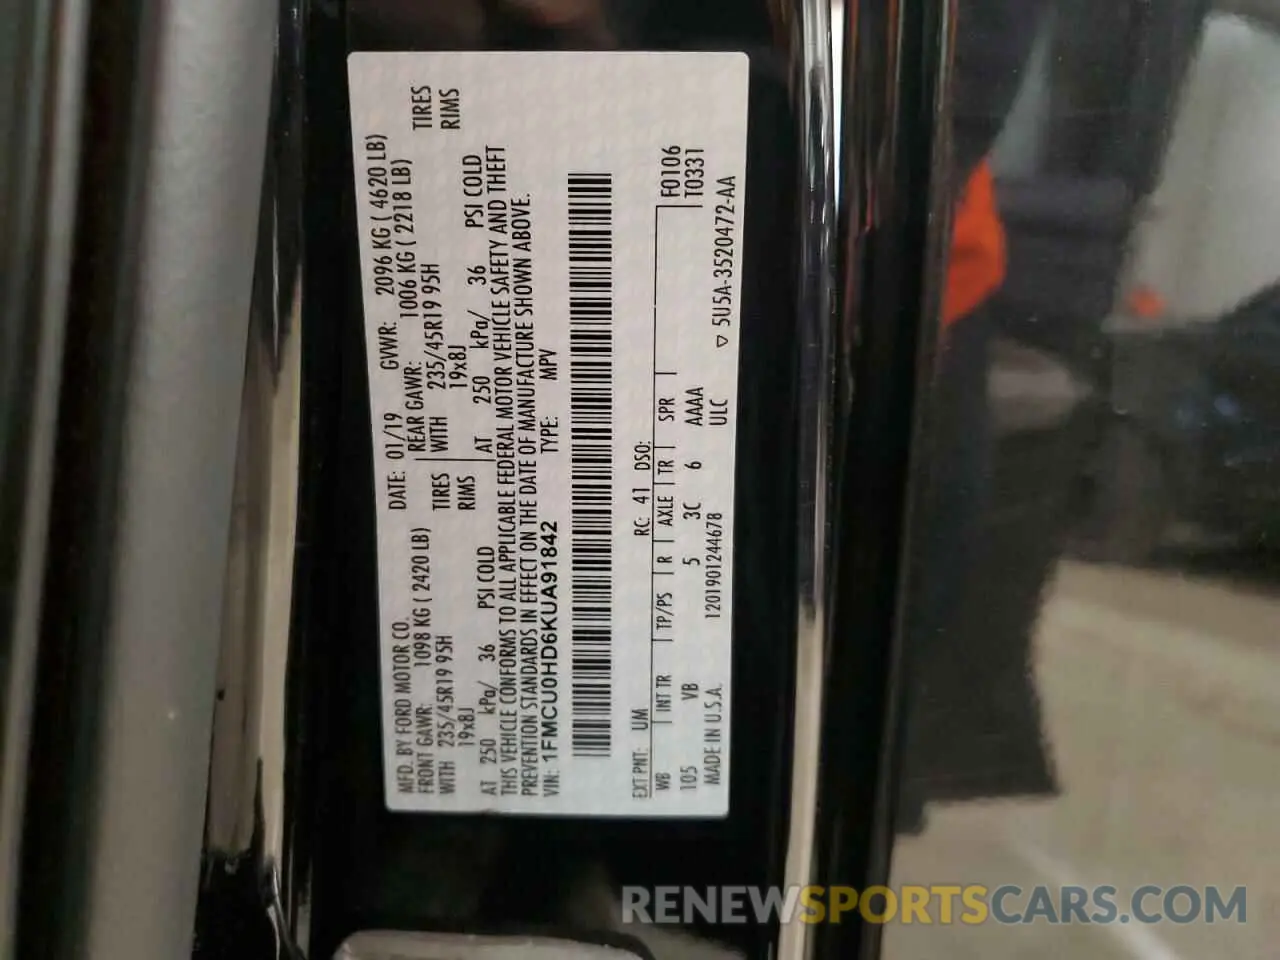 MFD. BY FORD MOTOR CO. DATE: 01/19 GVWR: 2096 KG ( 4620 LB)
FRONT GAWR: 1098 KG ( 2420 LB) REAR GAWR: 1006 KG ( 2218 LB)
WITH 235/45R19 95H TIRES WITH 235/45R19 95H TIRES
19x8J RIMS 19x8J RIMS
AT 250 kPa/ 36 PSI COLD AT 250 kPa/ 36 PSI COLD
THIS VEHICLE CONFORMS TO ALL APPLICABLE FEDERAL MOTOR VEHICLE SAFETY AND THEFT
PREVENTION STANDARDS IN EFFECT ON THE DATE OF MANUFACTURE SHOWN ABOVE.
VIN: 1FMCU0HD6KUA91842 TYPE: MPV
EXT PNT: UM RC: 41 DSO: F0106
WB INT TR TP/PS R AXLE TR SPR T0331
105 VB 5 3C 6 AAAA
MADE IN U.S.A. 1201901244678 ULC ▽ 5U5A-3520472-AA
RENEWSPORTSCARS.COM